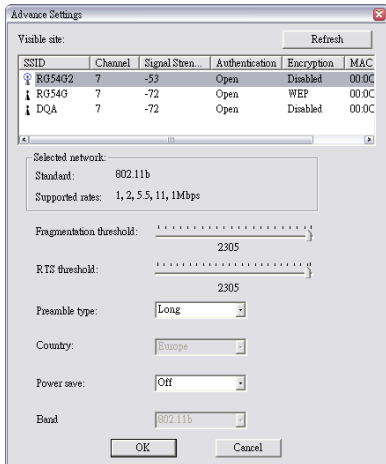 Advance Settings
Visible site:
Refresh
SSID Channel Signal Stren... Authentication Encryption MAC
RG54G2 7 -53 Open Disabled 00:0C
RG54G 7 -72 Open WEP 00:0C
DQA 7 -72 Open Disabled 00:0C
Selected network:
Standard: 802.11b
Supported rates: 1, 2, 5.5, 11, 1Mbps
Fragmentation threshold:
2305
RTS threshold:
2305
Preamble type: Long
Country: Europe
Power save: Off
Band 802.11b
OK Cancel